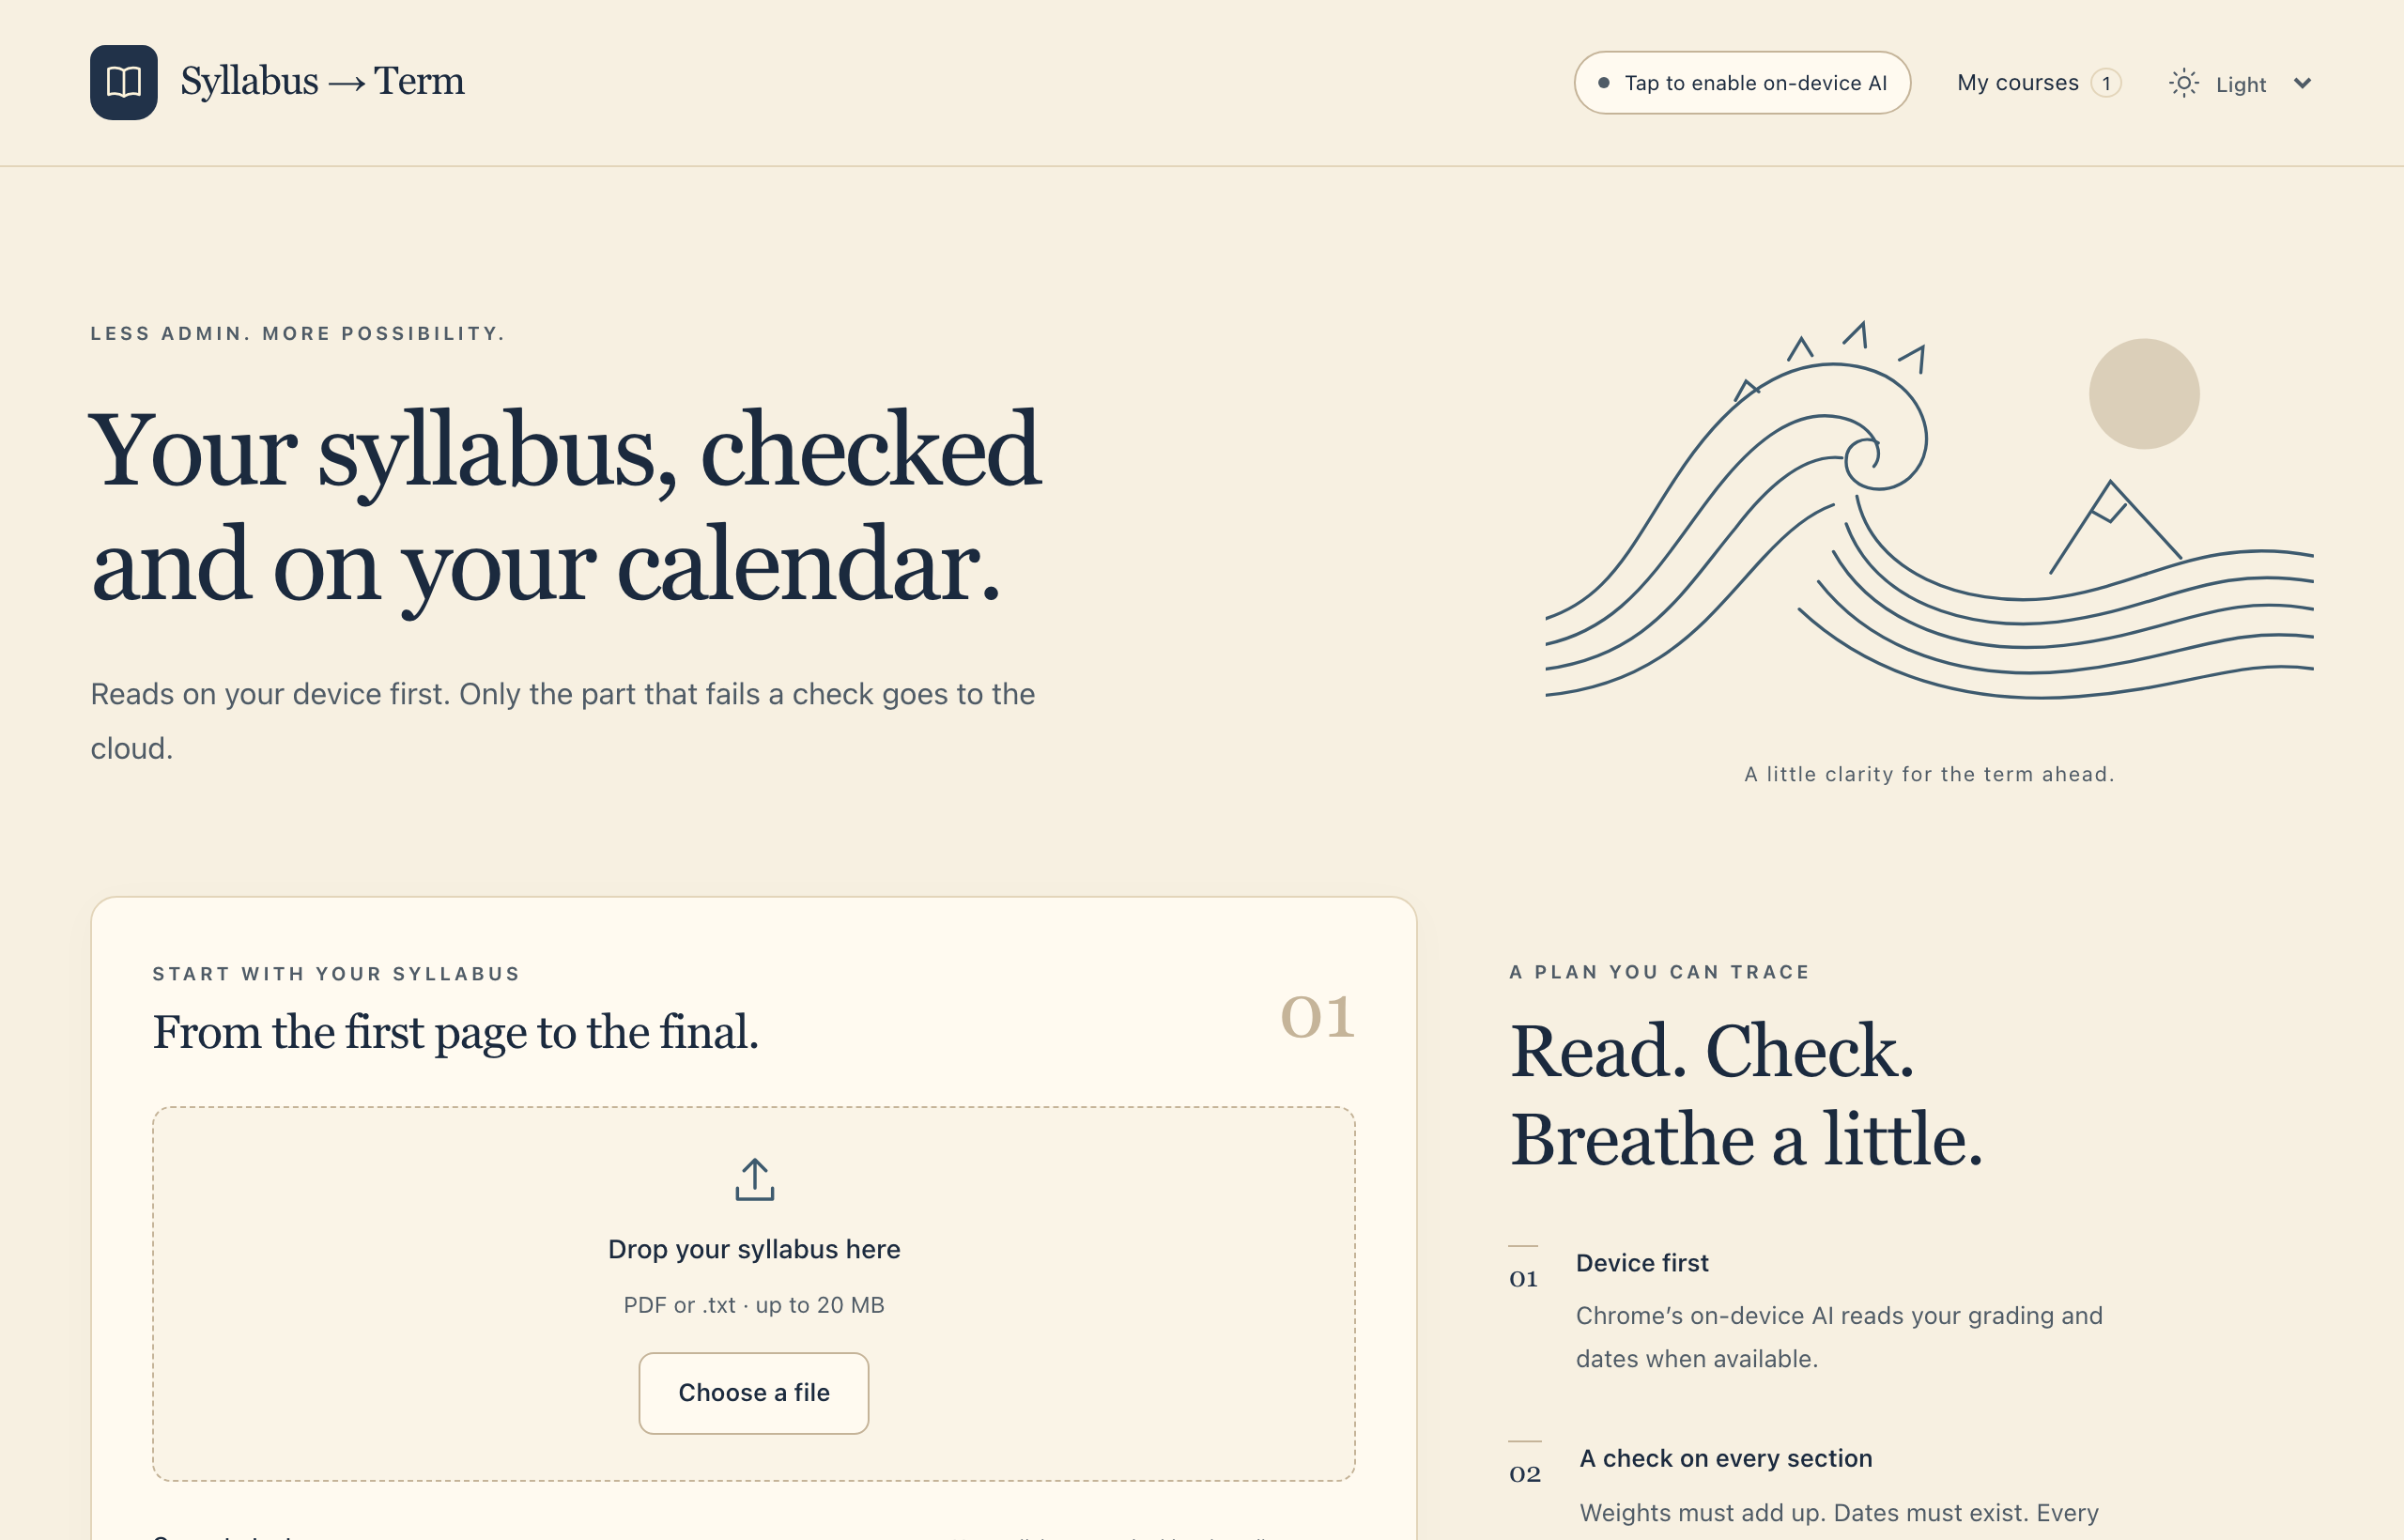 Syllabus → Term
Tap to enable on-device AI
My courses 1
Light
LESS ADMIN. MORE POSSIBILITY.
Your syllabus, checked
and on your calendar.
Reads on your device first. Only the part that fails a check goes to the
cloud.
A little clarity for the term ahead.
START WITH YOUR SYLLABUS
From the first page to the final.
01
Drop your syllabus here
PDF or .txt · up to 20 MB
Choose a file
A PLAN YOU CAN TRACE
Read. Check.
Breathe a little.
01
Device first
Chrome’s on-device AI reads your grading and
dates when available.
02
A check on every section
Weights must add up. Dates must exist. Every